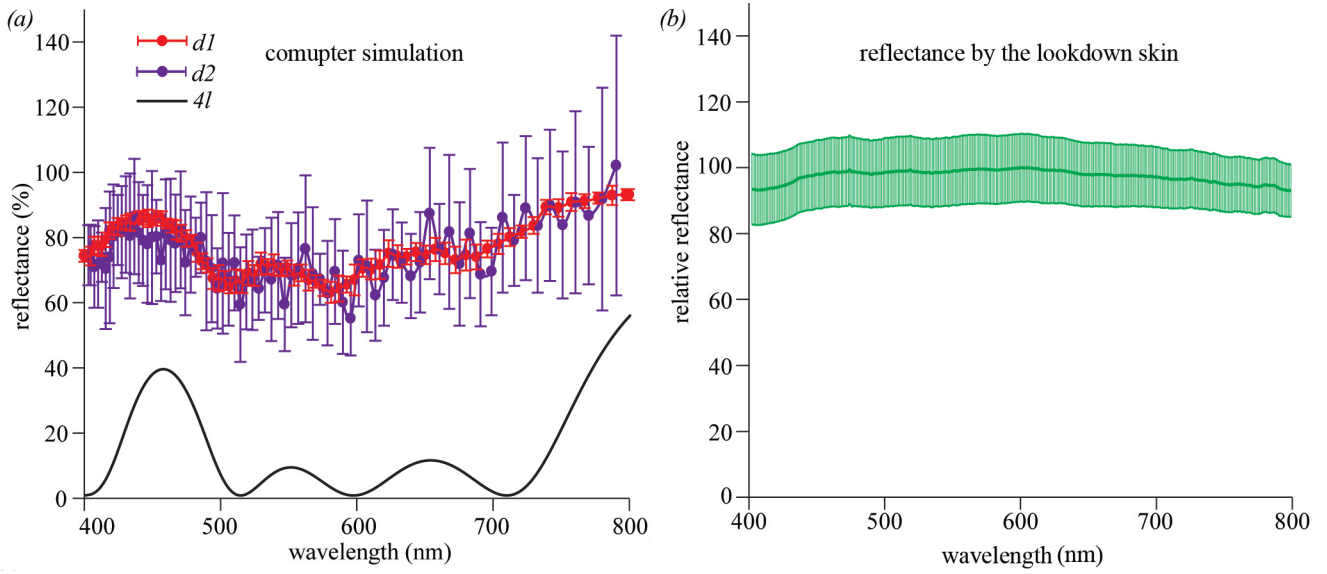 (a)
140
120
100
80
60
40
20
0
reflectance (%)
d1
d2
4l
comupter simulation
400
500
600
700
800
wavelength (nm)
(b)
140
120
100
80
60
40
20
0
relative reflectance
reflectance by the lookdown skin
400
500
600
700
800
wavelength (nm)